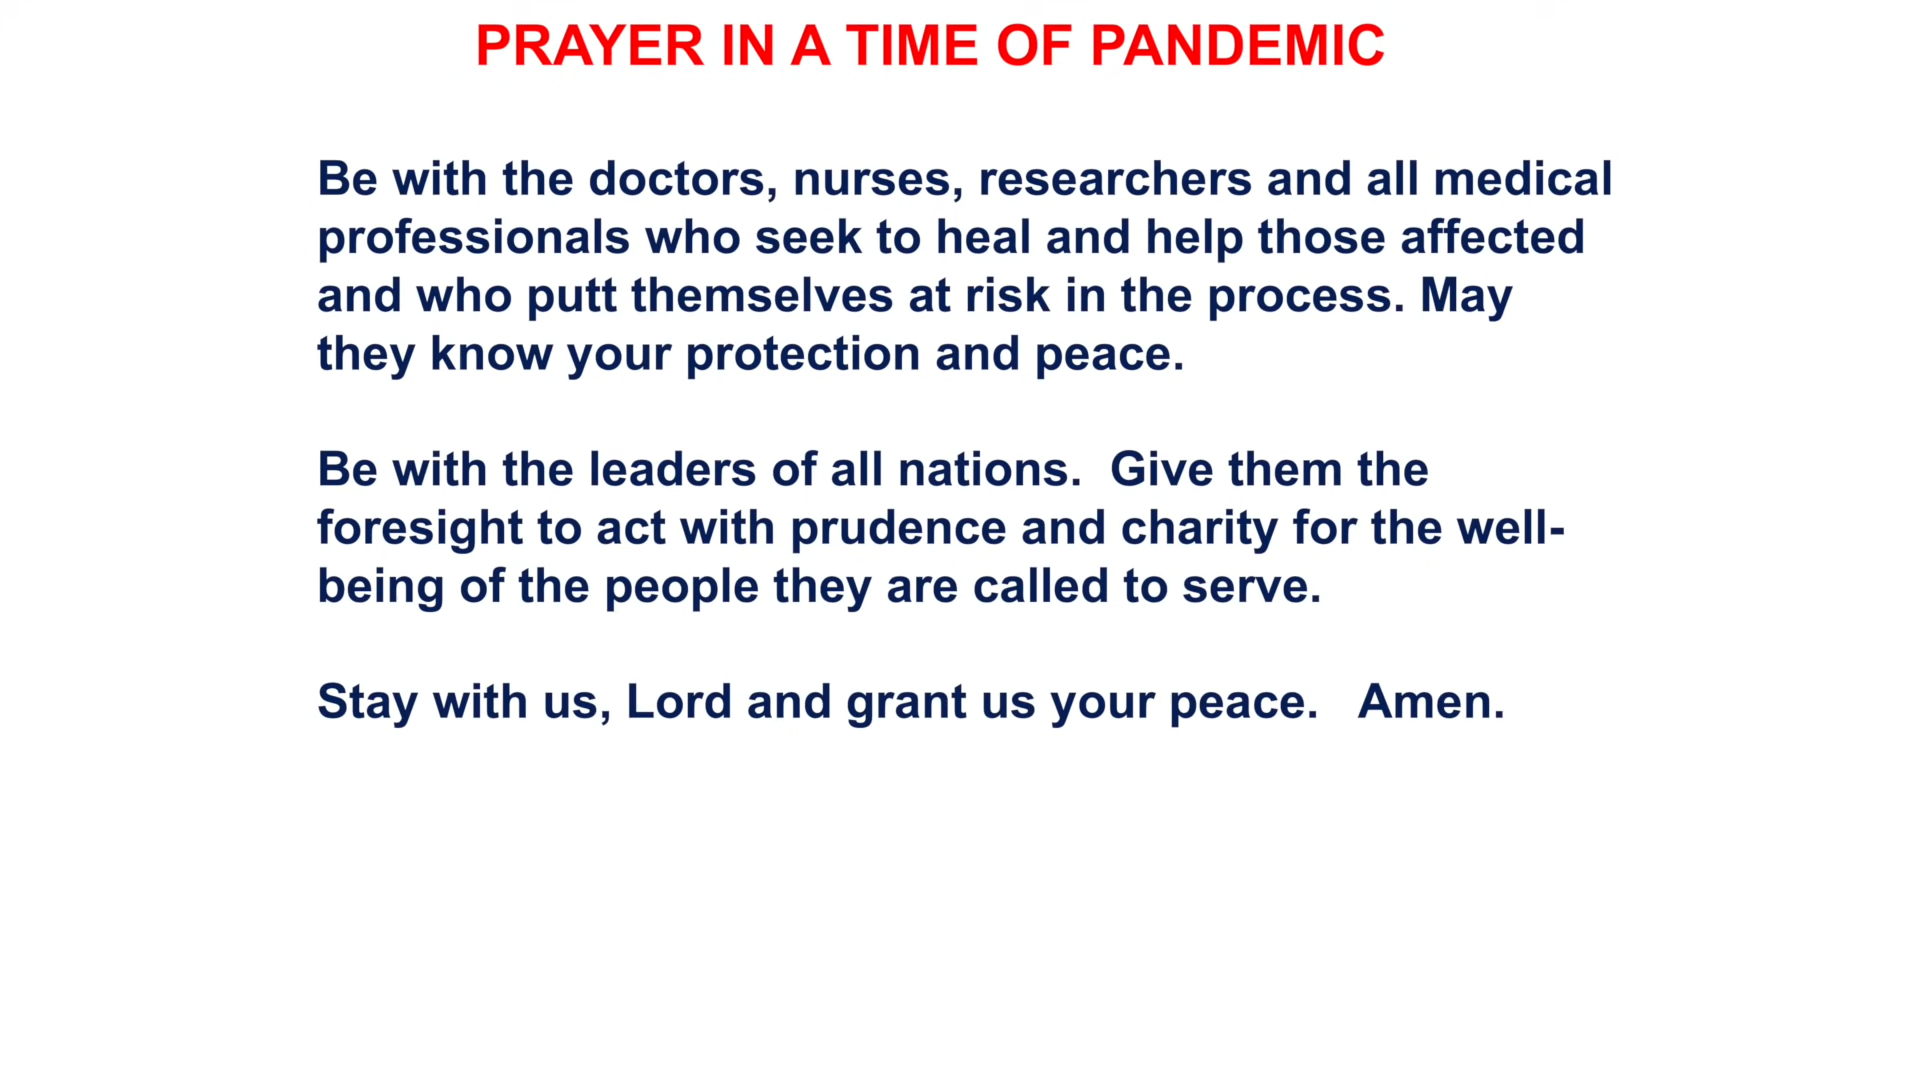 PRAYER IN A TIME OF PANDEMIC
Be with the doctors, nurses, researchers and all medical
professionals who seek to heal and help those affected
and who putt themselves at risk in the process. May
they know your protection and peace.
Be with the leaders of all nations.  Give them the
foresight to act with prudence and charity for the well-
being of the people they are called to serve.
Stay with us, Lord and grant us your peace.   Amen.